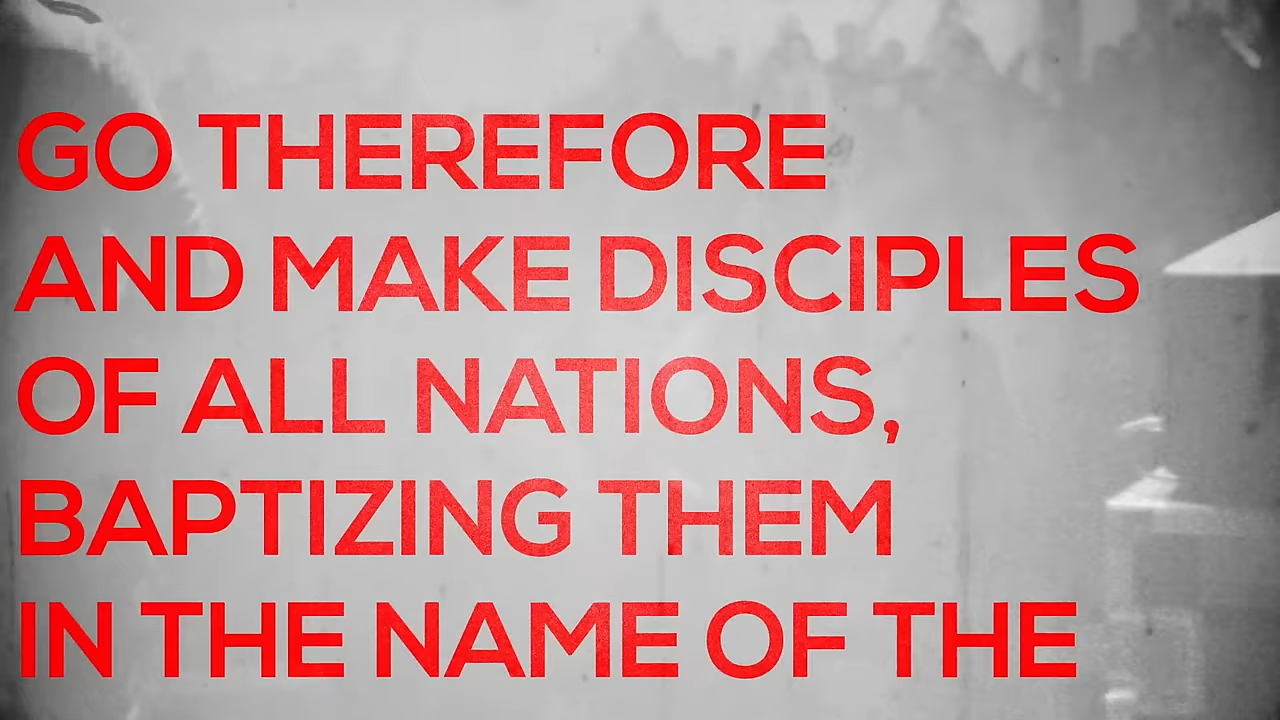 GO THEREFORE
AND MAKE DISCIPLES
OF ALL NATIONS,
BAPTIZING THEM
IN THE NAME OF THE